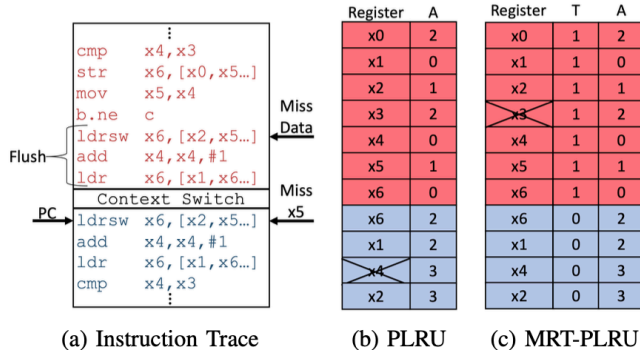 ⋮
cmp x4,x3
str x6,[x0,x5…]
mov x5,x4
b.ne c
ldrsw x6,[x2,x5…]
add x4,x4,#1
ldr x6,[x1,x6…]
Flush
Miss Data
Context Switch
PC
Miss x5
ldrsw x6,[x2,x5…]
add x4,x4,#1
ldr x6,[x1,x6…]
cmp x4,x3
⋮
(a) Instruction Trace
Register A
x0 2
x1 0
x2 1
x3 2
x4 0
x5 1
x6 0
x6 2
x1 2
x4 3
x2 3
(b) PLRU
Register T A
x0 1 2
x1 1 0
x2 1 1
x3 1 2
x4 1 0
x5 1 1
x6 1 0
x6 0 2
x1 0 2
x4 0 3
x2 0 3
(c) MRT-PLRU